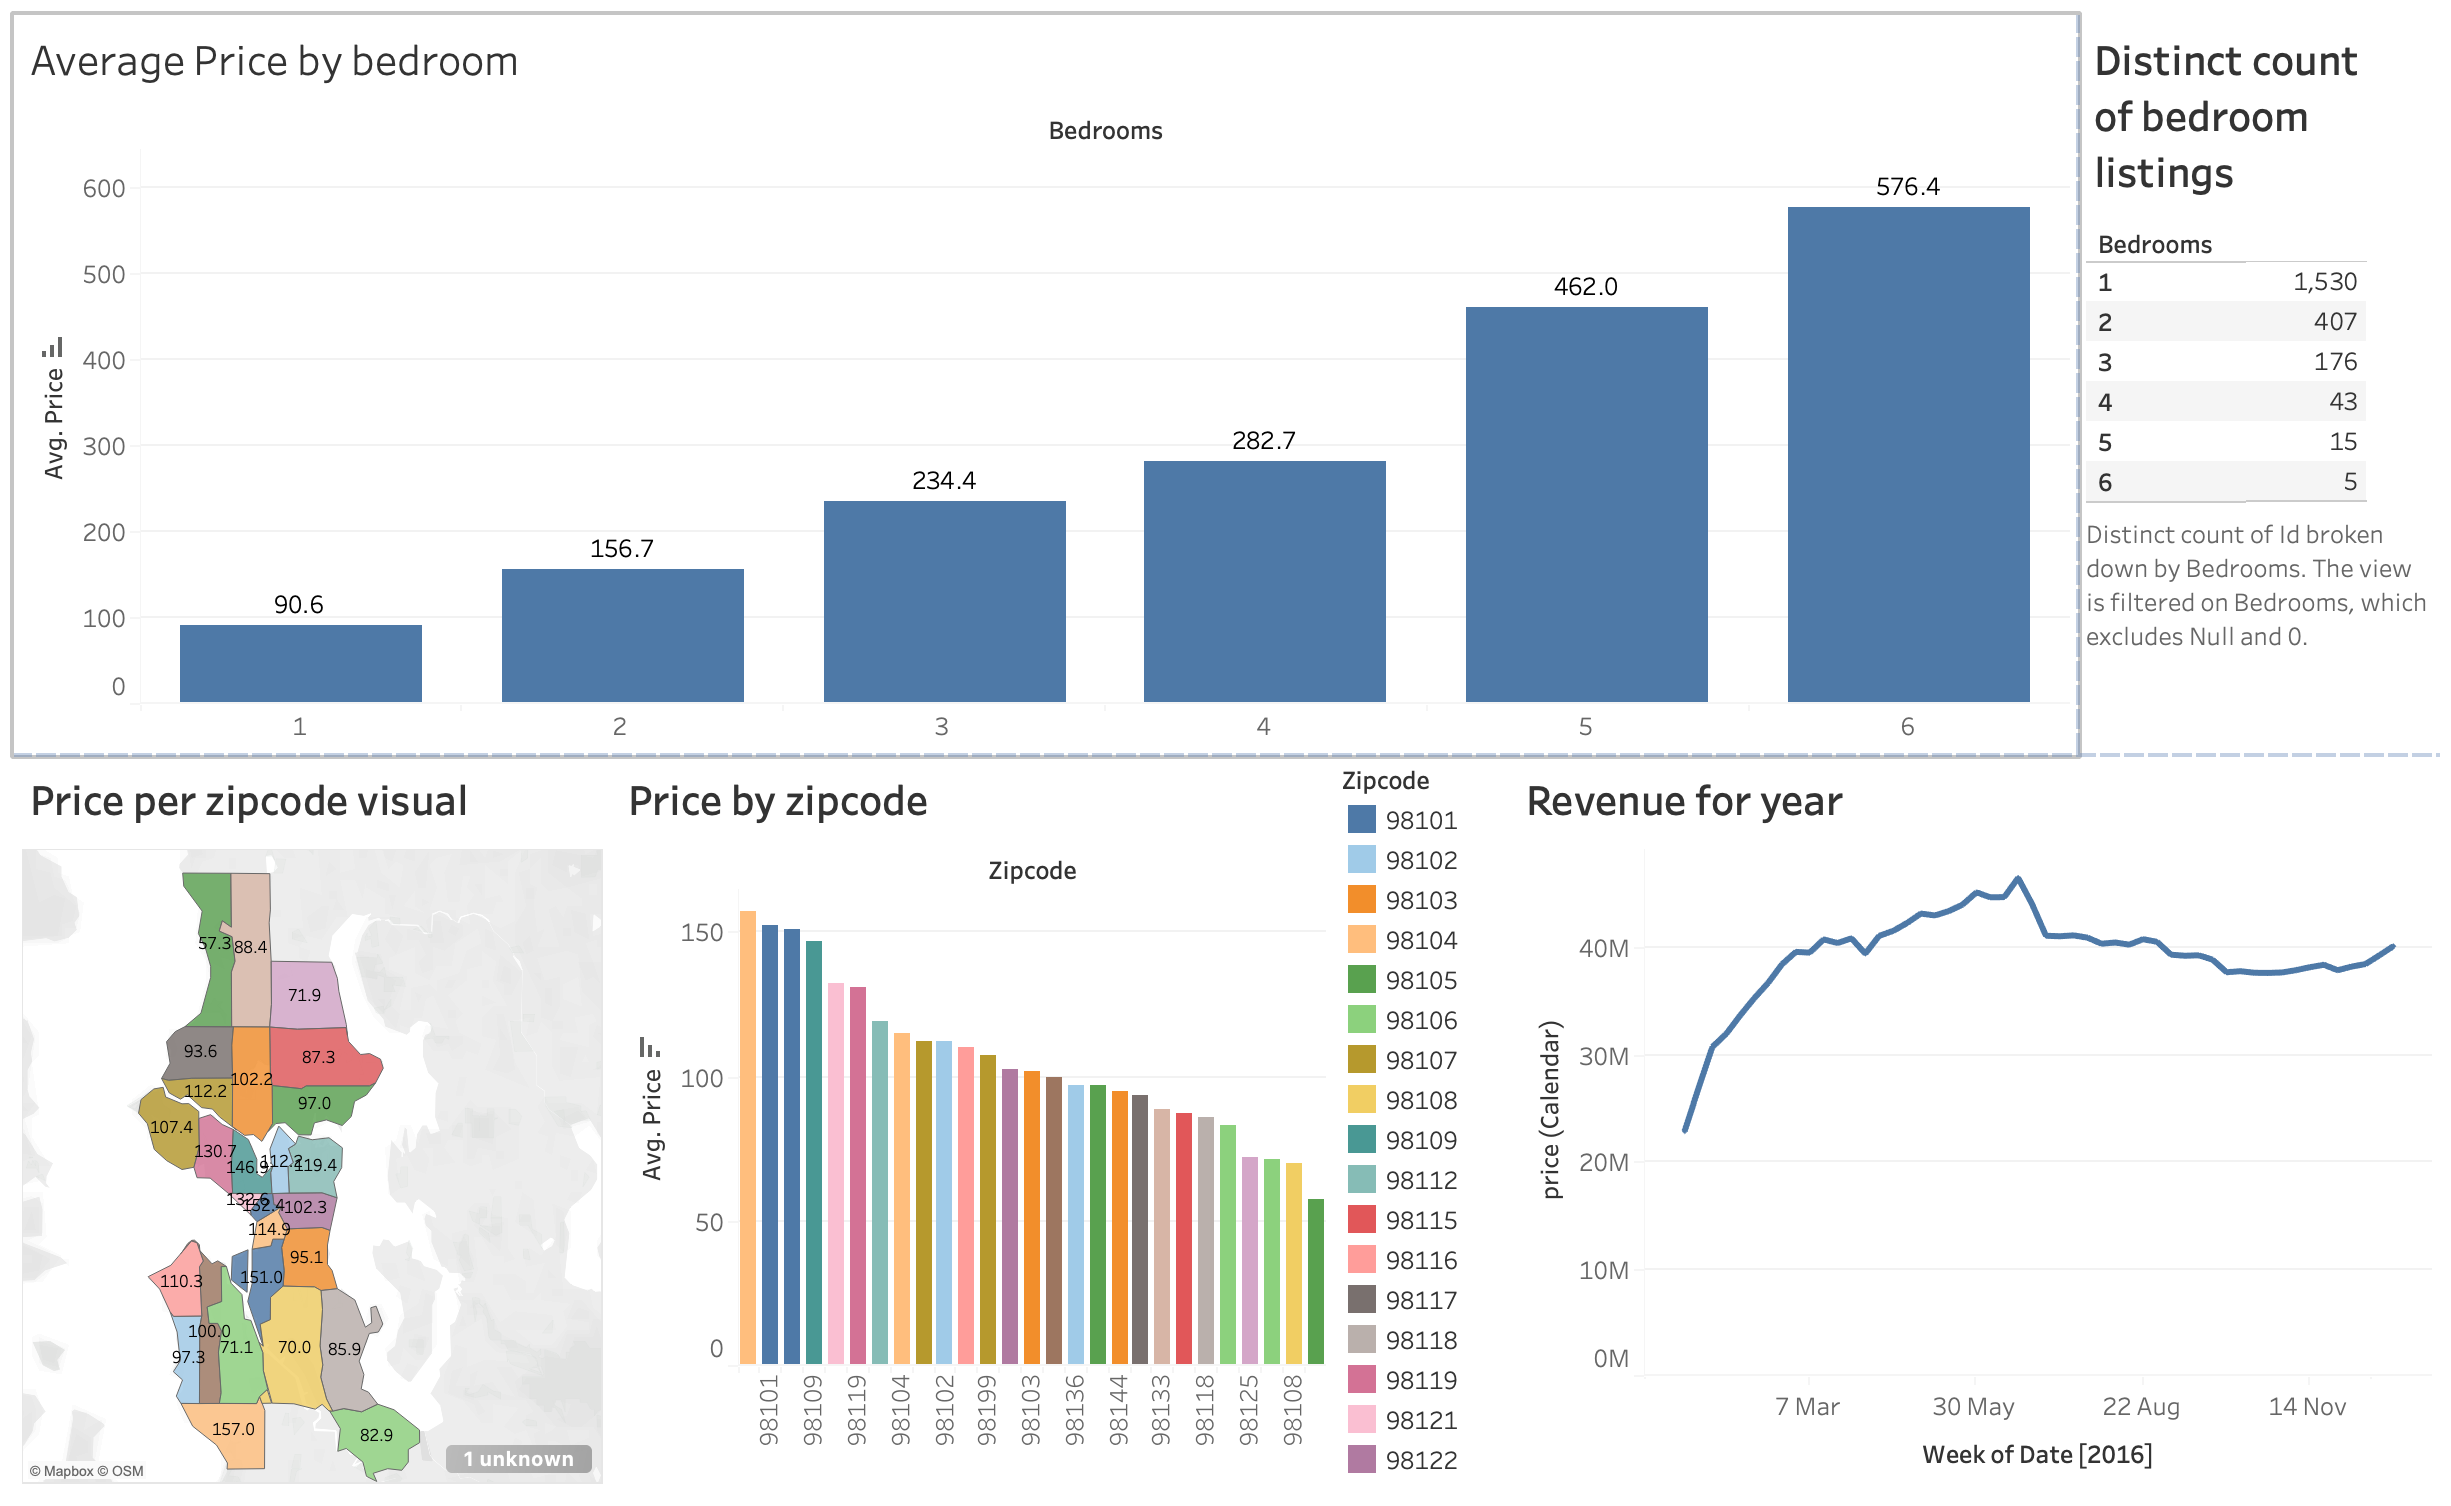 Average Price by bedroom
Bedrooms
Avg. Price
600
500
400
300
200
100
0
90.6
156.7
234.4
282.7
462.0
576.4
1
2
3
4
5
6
Distinct count
of bedroom
listings
Bedrooms
1 1,530
2 407
3 176
4 43
5 15
6 5
Distinct count of Id broken
down by Bedrooms. The view
is filtered on Bedrooms, which
excludes Null and 0.
Price per zipcode visual
57.3
88.4
71.9
93.6
87.3
102.2
112.2
97.0
107.4
130.7
146.9
112.2
119.4
132.6
152.4
102.3
114.9
95.1
110.3
151.0
100.0
97.3
71.1
70.0
85.9
157.0
82.9
1 unknown
© Mapbox © OSM
Price by zipcode
Zipcode
Avg. Price
150
100
50
0
98101
98109
98119
98104
98102
98199
98103
98136
98144
98133
98118
98125
98108
Zipcode
98101
98102
98103
98104
98105
98106
98107
98108
98109
98112
98115
98116
98117
98118
98119
98121
98122
Revenue for year
price (Calendar)
40M
30M
20M
10M
0M
7 Mar
30 May
22 Aug
14 Nov
Week of Date [2016]